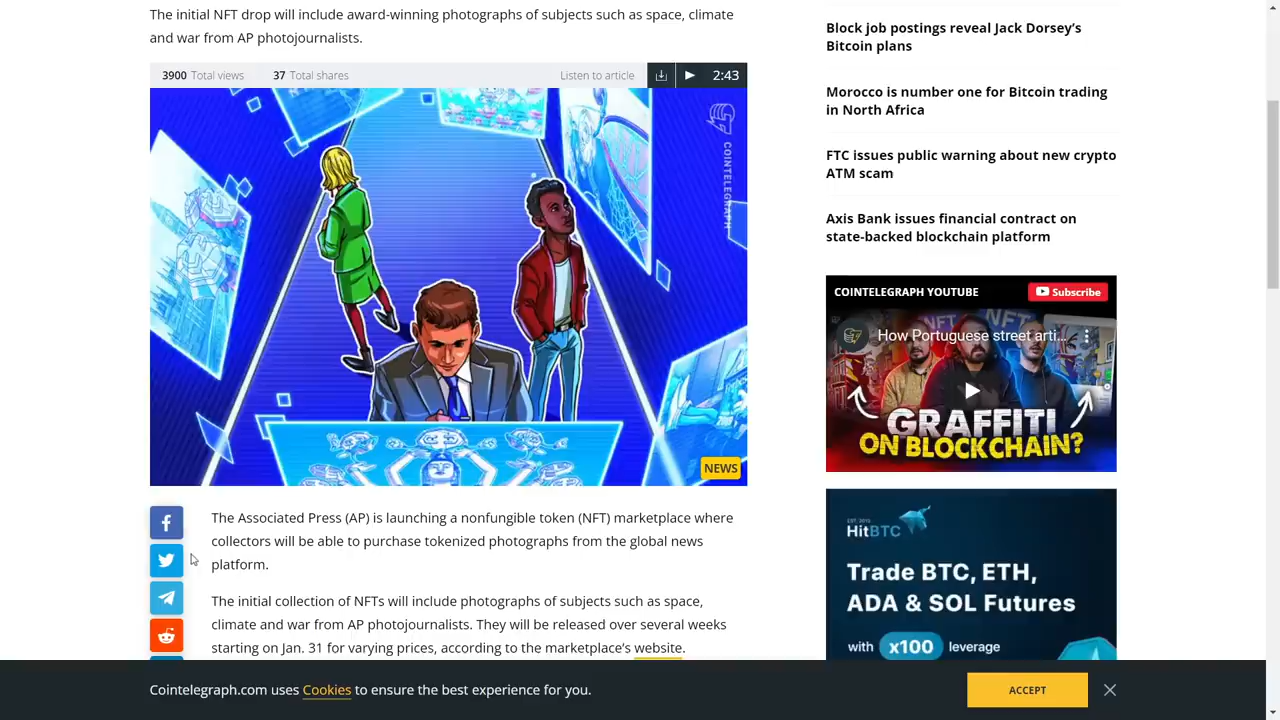 The initial NFT drop will include award-winning photographs of subjects such as space, climate
and war from AP photojournalists.
3900 Total views 37 Total shares Listen to article 2:43
COINTELEGRAPH
NEWS
The Associated Press (AP) is launching a nonfungible token (NFT) marketplace where
collectors will be able to purchase tokenized photographs from the global news
platform.
The initial collection of NFTs will include photographs of subjects such as space,
climate and war from AP photojournalists. They will be released over several weeks
starting on Jan. 31 for varying prices, according to the marketplace's website.
Block job postings reveal Jack Dorsey's
Bitcoin plans
Morocco is number one for Bitcoin trading
in North Africa
FTC issues public warning about new crypto
ATM scam
Axis Bank issues financial contract on
state-backed blockchain platform
COINTELEGRAPH YOUTUBE Subscribe
How Portuguese street arti...
NFT
GRAFFITI
ON BLOCKCHAIN?
EST. 2013
HitBTC
Trade BTC, ETH,
ADA & SOL Futures
with x100 leverage
Cointelegraph.com uses Cookies to ensure the best experience for you.
ACCEPT